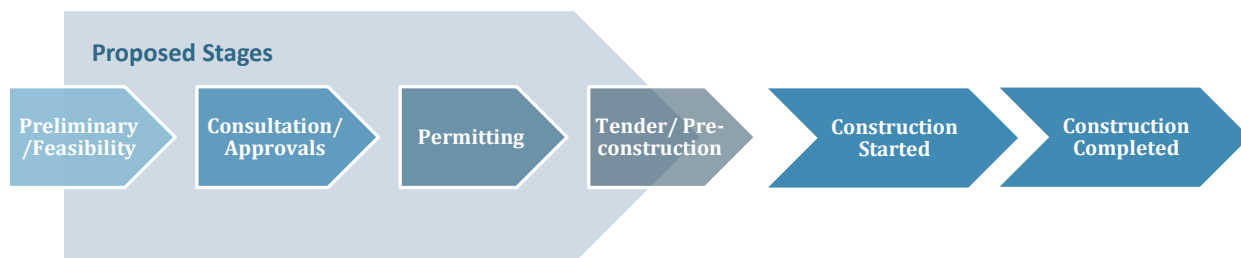 Proposed Stages
Preliminary
/Feasibility
Consultation/
Approvals
Permitting
Tender/ Pre-
construction
Construction
Started
Construction
Completed